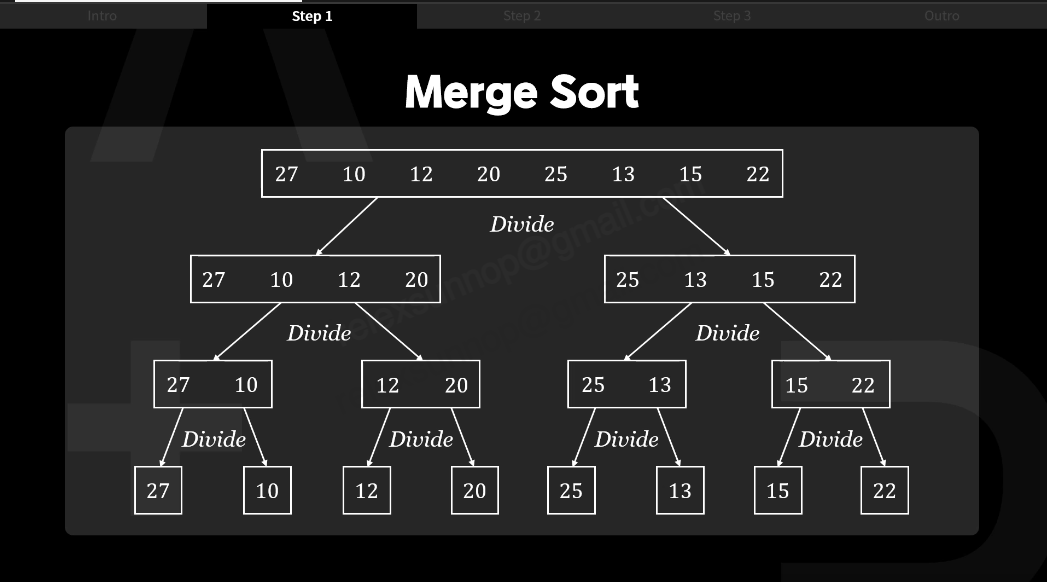 Intro Step 1 Step 2 Step 3 Outro
Merge Sort
27 10 12 20 25 13 15 22
Divide
27 10 12 20 25 13 15 22
Divide Divide
27 10 12 20 25 13 15 22
Divide Divide Divide Divide
27 10 12 20 25 13 15 22